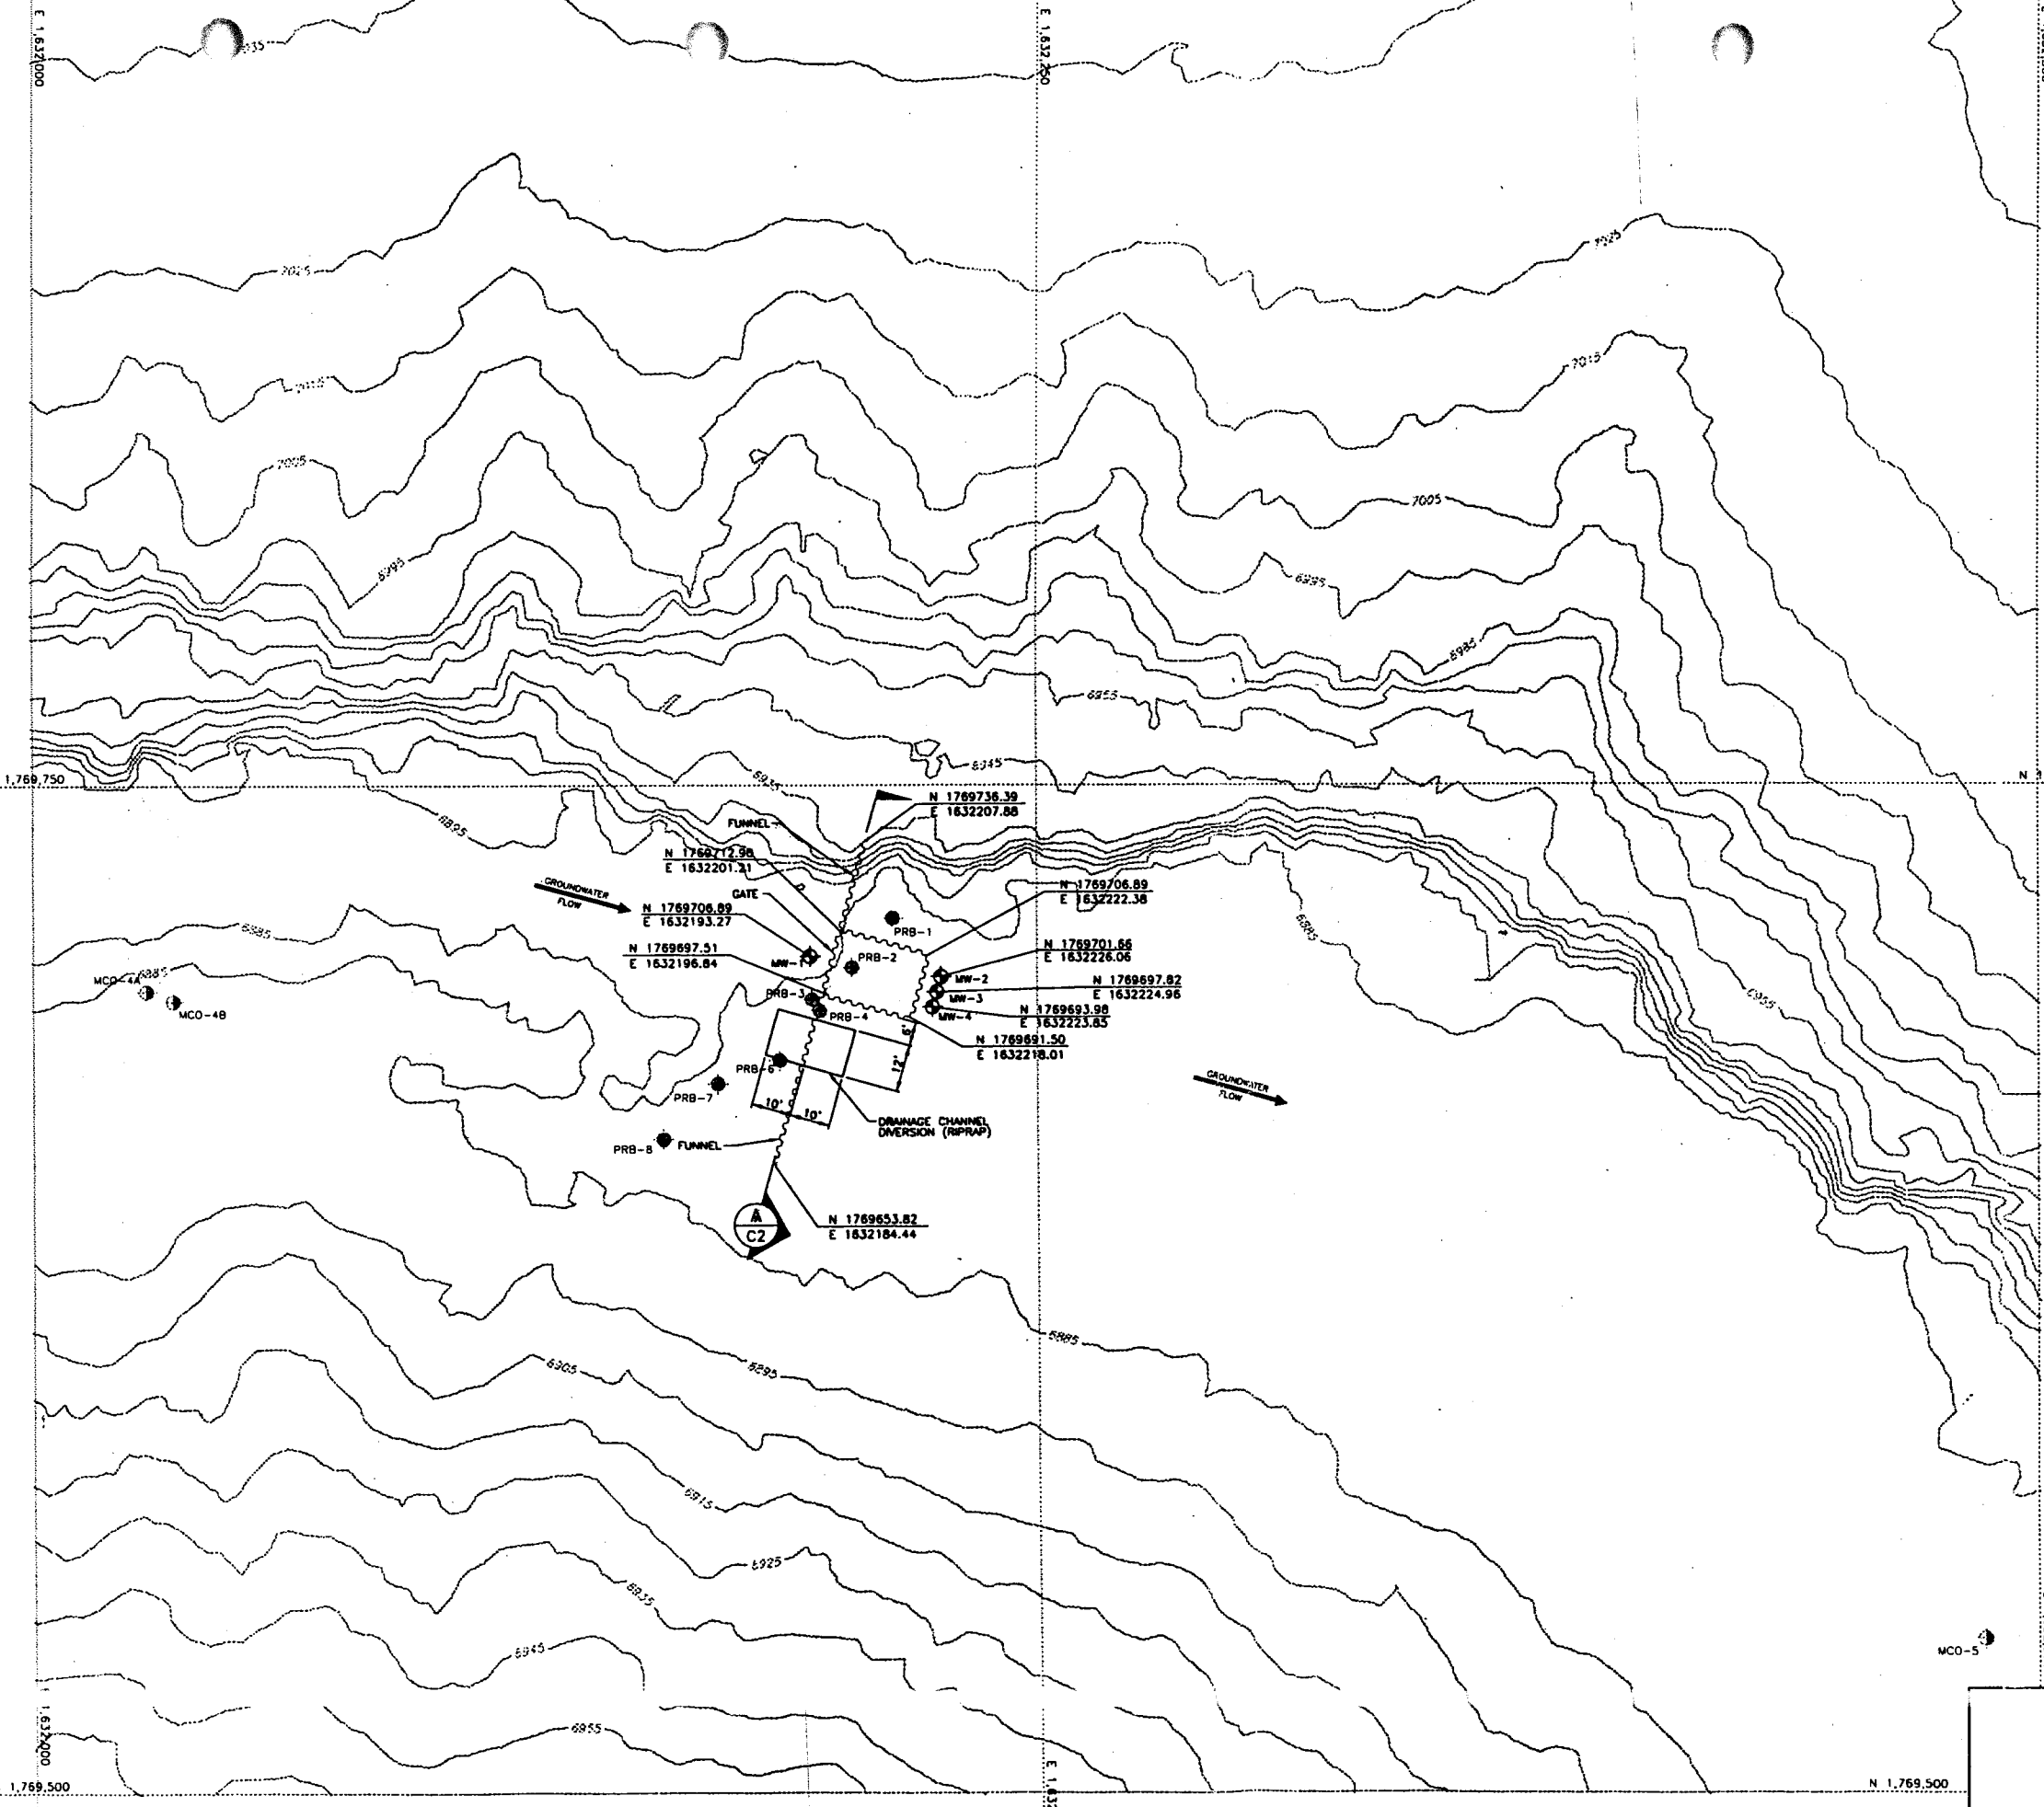 E 1,632,000
E 1,632,250
7025
7025
7015
7015
7005
7005
6995
6995
6985
6955
6945
6935
1,769,750
N
6895
FUNNEL
N 1769736.39
E 1632207.88
N 1769712.98
E 1632201.21
GATE
GROUNDWATER
FLOW
N 1769706.89
E 1632193.27
N 1769706.89
E 1632222.38
PRB-1
N 1769697.51
E 1632196.84
MW-1
PRB-2
N 1769701.66
E 1632226.06
MW-2
N 1769697.82
E 1632224.96
MW-3
6885
6885
6885
MCO-4A
MCO-4B
PRB-3
PRB-4
MW-4
N 1769693.98
E 1632223.85
N 1769691.50
E 1632218.01
6'
12'
PRB-6
PRB-7
10'
10'
GROUNDWATER
FLOW
DRAINAGE CHANNEL
DIVERSION (RIPRAP)
PRB-8
FUNNEL
A
C2
N 1769653.82
E 1632184.44
6885
6905
6915
6925
6935
6945
6955
MCO-5
1,769,500
N 1,769,500